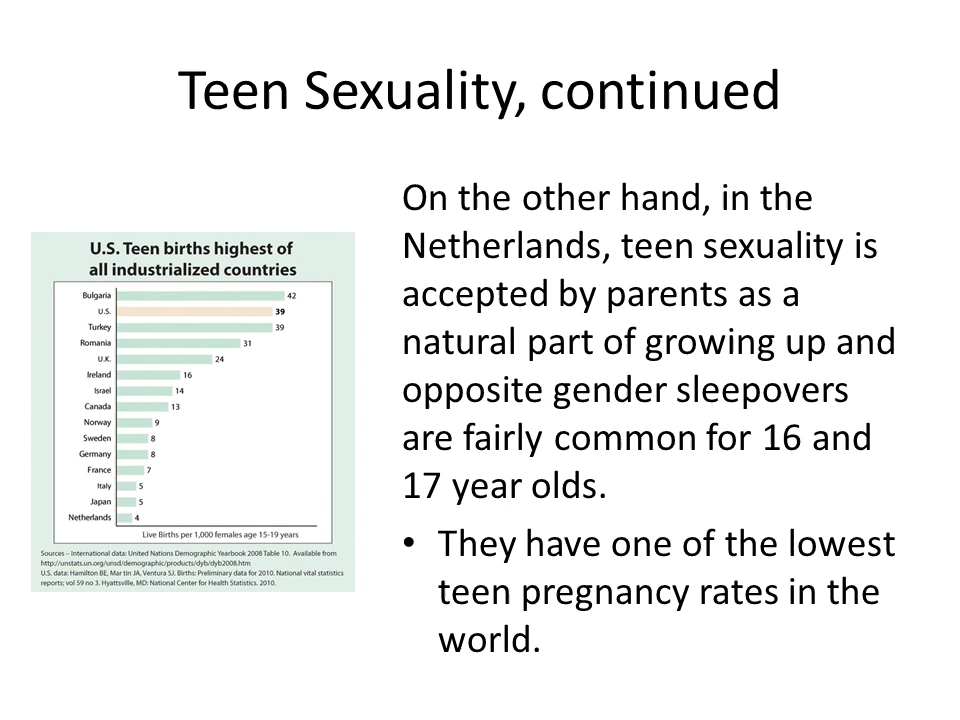 Teen Sexuality, continued
U.S. Teen births highest of
all industrialized countries
Bulgaria 42
U.S. 39
Turkey 39
Romania 31
U.K. 24
Ireland 16
Israel 14
Canada 13
Norway 9
Sweden 8
Germany 8
France 7
Italy 5
Japan 5
Netherlands 4
Live Births per 1,000 females age 15-19 years
Sources – International data: United Nations Demographic Yearbook 2008 Table 10. Available from
http://unstats.un.org/unsd/demographic/products/dyb/dyb2008.htm
U.S. data: Hamilton BE, Mar tin JA, Ventura SJ. Births: Preliminary data for 2010. National vital statistics
reports; vol 59 no 3. Hyattsville, MD: National Center for Health Statistics. 2010.
On the other hand, in the
Netherlands, teen sexuality is
accepted by parents as a
natural part of growing up and
opposite gender sleepovers
are fairly common for 16 and
17 year olds.
• They have one of the lowest
teen pregnancy rates in the
world.